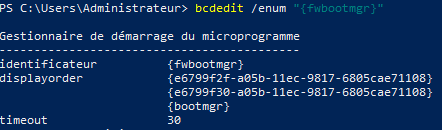 PS C:\Users\Administrateur> bcdedit /enum "{fwbootmgr}"
Gestionnaire de démarrage du microprogramme
-----------------------------------------
identificateur {fwbootmgr}
displayorder {e6799f2f-a05b-11ec-9817-6805cae71108}
{e6799f30-a05b-11ec-9817-6805cae71108}
{bootmgr}
timeout 30